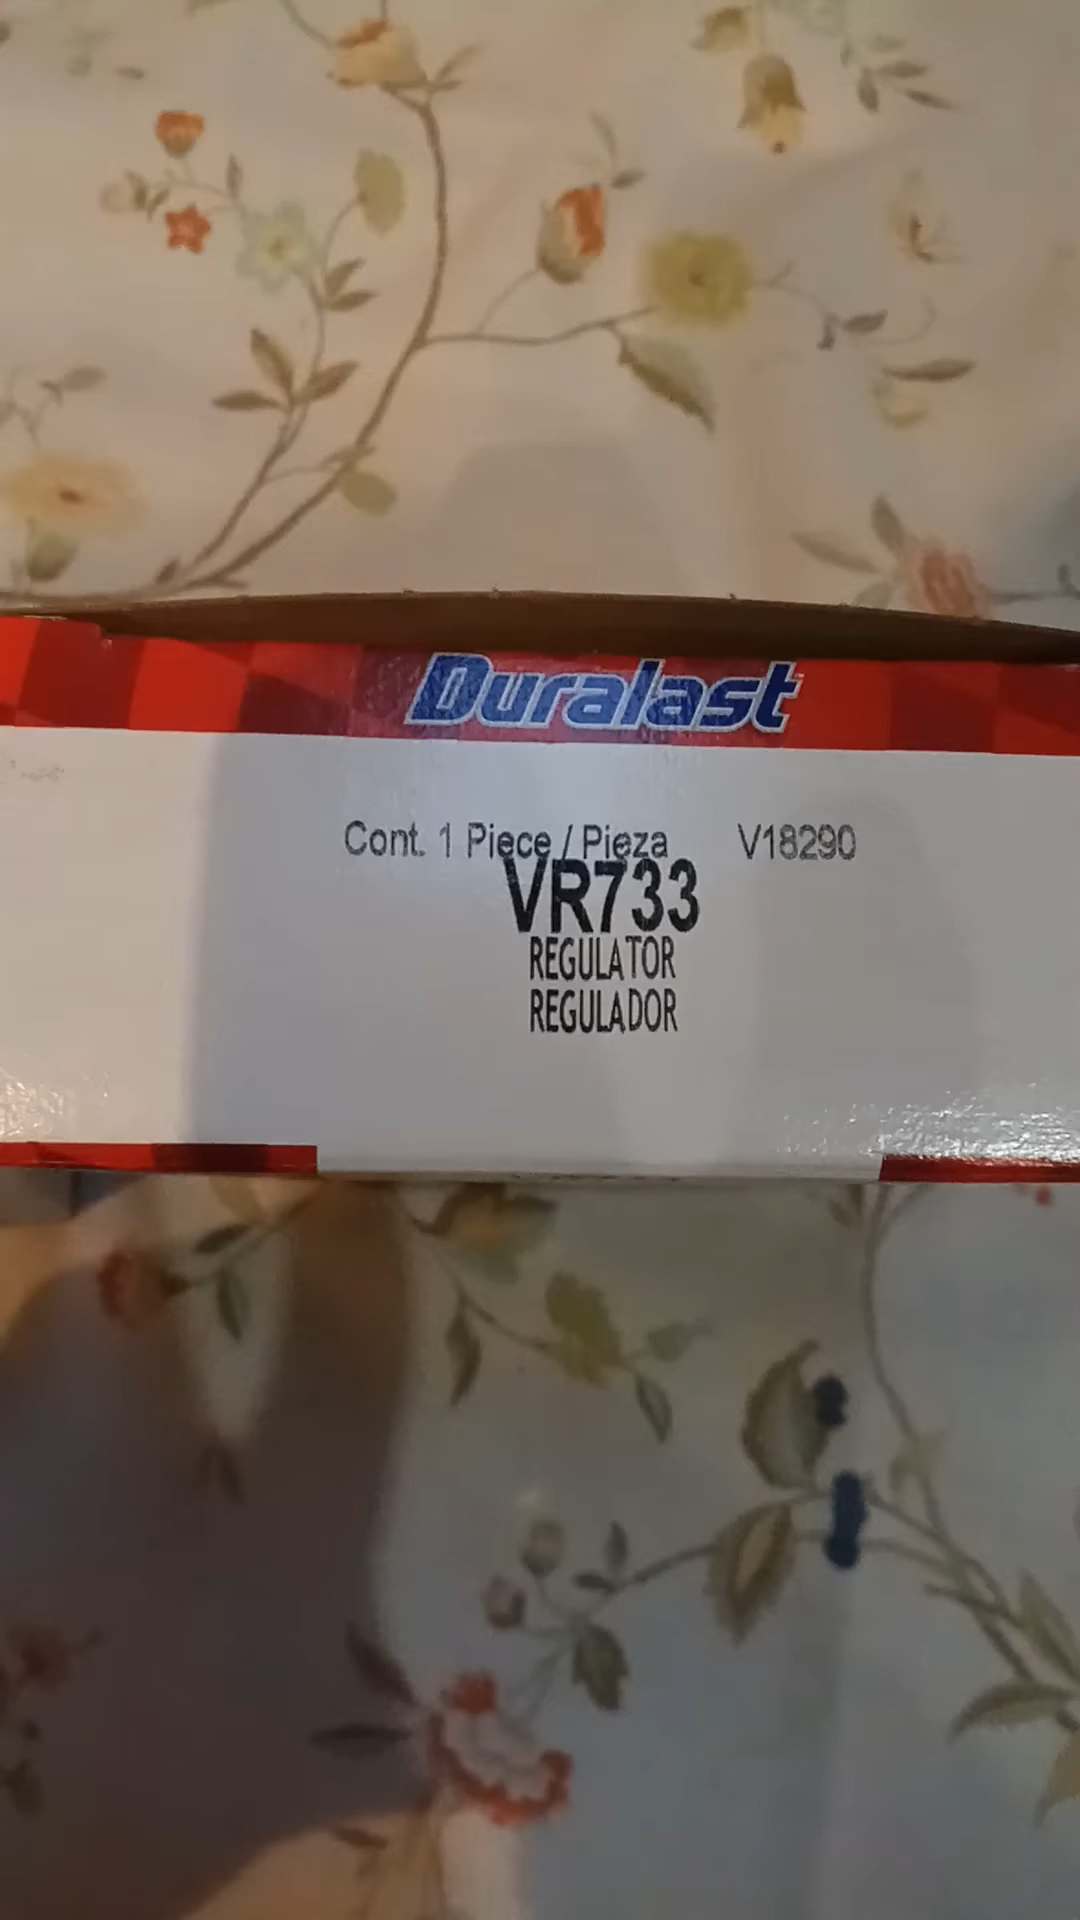 Duralast
Cont. 1 Piece / Pieza V18290
VR733
REGULATOR
REGULADOR